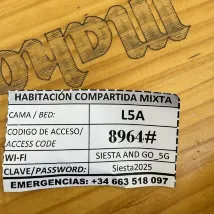 HABITACIÓN COMPARTIDA MIXTA
CAMA / BED: L5A
CODIGO DE ACCESO/ ACCESS CODE 8964#
WI-FI SIESTA AND GO_5G
CLAVE/PASSWORD: Siesta2025
EMERGENCIES: +34 663 518 097